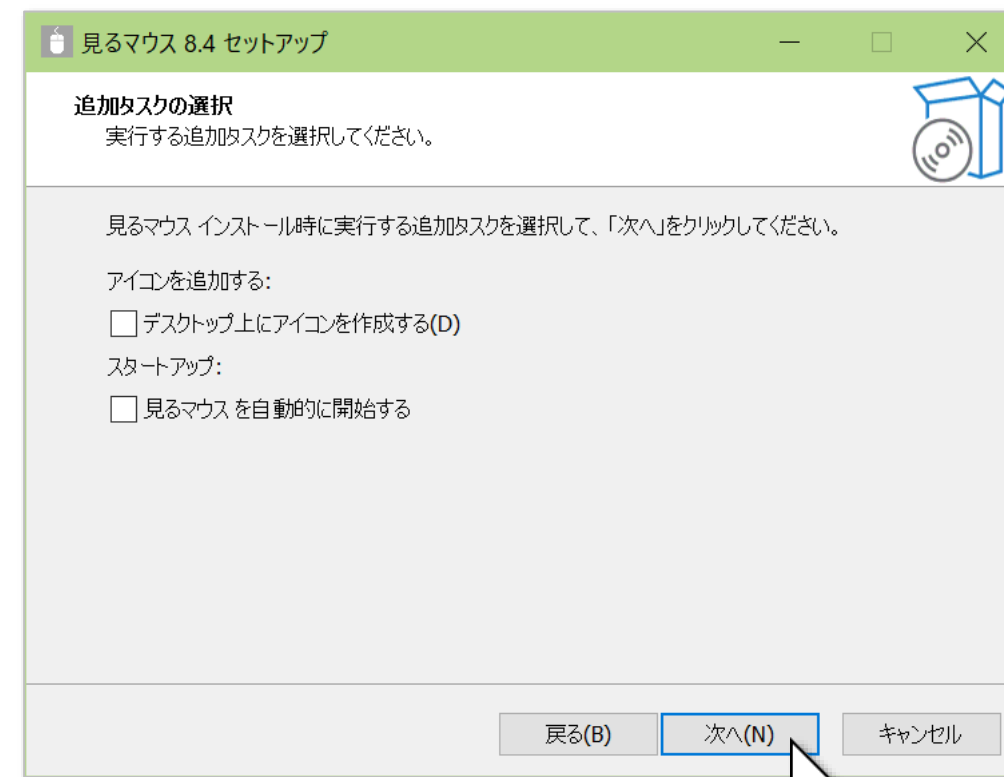 見るマウス 8.4 セットアップ
追加タスクの選択
実行する追加タスクを選択してください。
見るマウス インストール時に実行する追加タスクを選択して、「次へ」をクリックしてください。
アイコンを追加する:
デスクトップ上にアイコンを作成する(D)
スタートアップ:
見るマウス を自動的に開始する
戻る(B) 次へ(N) キャンセル